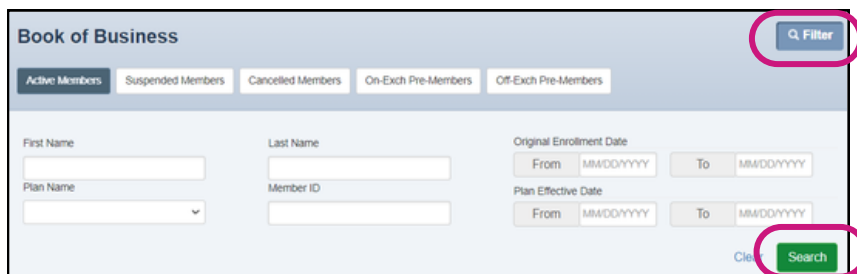 Book of Business
Filter
Active Members Suspended Members Cancelled Members On-Exch Pre-Members Off-Exch Pre-Members
First Name Last Name Original Enrollment Date
From MM/DD/YYYY To MM/DD/YYYY
Plan Name Member ID Plan Effective Date
From MM/DD/YYYY To MM/DD/YYYY
Clear Search